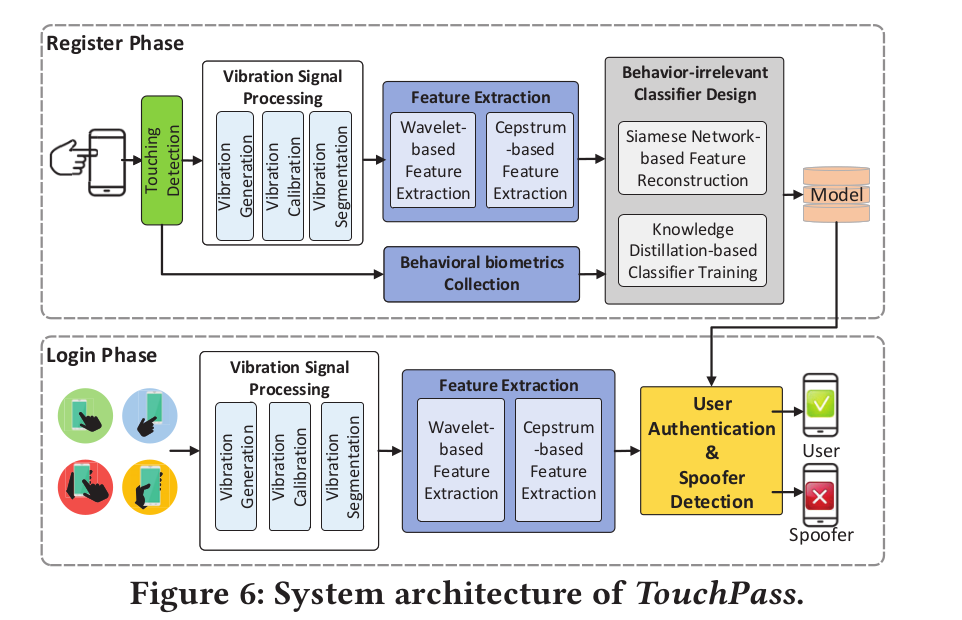 Register Phase
Touching
Detection
Vibration Signal
Processing
Vibration
Generation
Vibration
Calibration
Vibration
Segmentation
Feature Extraction
Wavelet-
based
Feature
Extraction
Cepstrum
-based
Feature
Extraction
Behavioral biometrics
Collection
Behavior-irrelevant
Classifier Design
Siamese Network-
based Feature
Reconstruction
Knowledge
Distillation-based
Classifier Training
Model
Login Phase
Vibration Signal
Processing
Vibration
Generation
Vibration
Calibration
Vibration
Segmentation
Feature Extraction
Wavelet-
based
Feature
Extraction
Cepstrum
-based
Feature
Extraction
User
Authentication
&
Spoofer
Detection
User
Spoofer
Figure 6: System architecture of TouchPass.